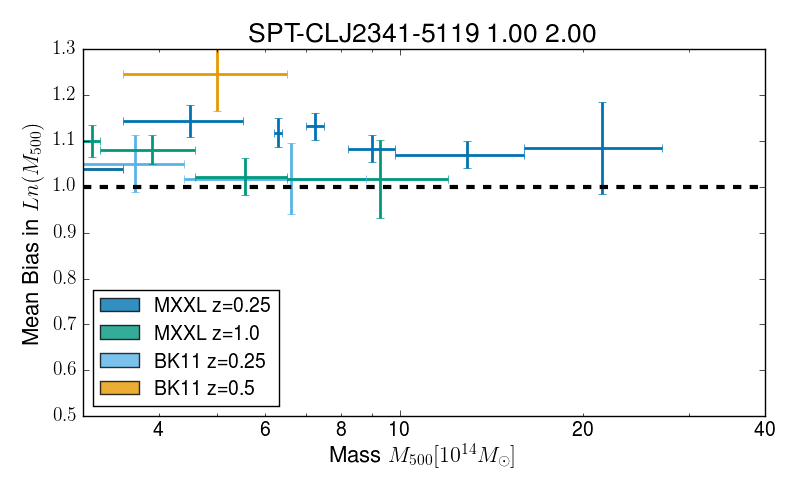 SPT-CLJ2341-5119 1.00 2.00
Mean Bias in Ln(M₅₀₀)
1.3
1.2
1.1
1.0
0.9
0.8
0.7
0.6
0.5
MXXL z=0.25
MXXL z=1.0
BK11 z=0.25
BK11 z=0.5
4 6 8 10 20 40
Mass M₅₀₀[10¹⁴M☉]